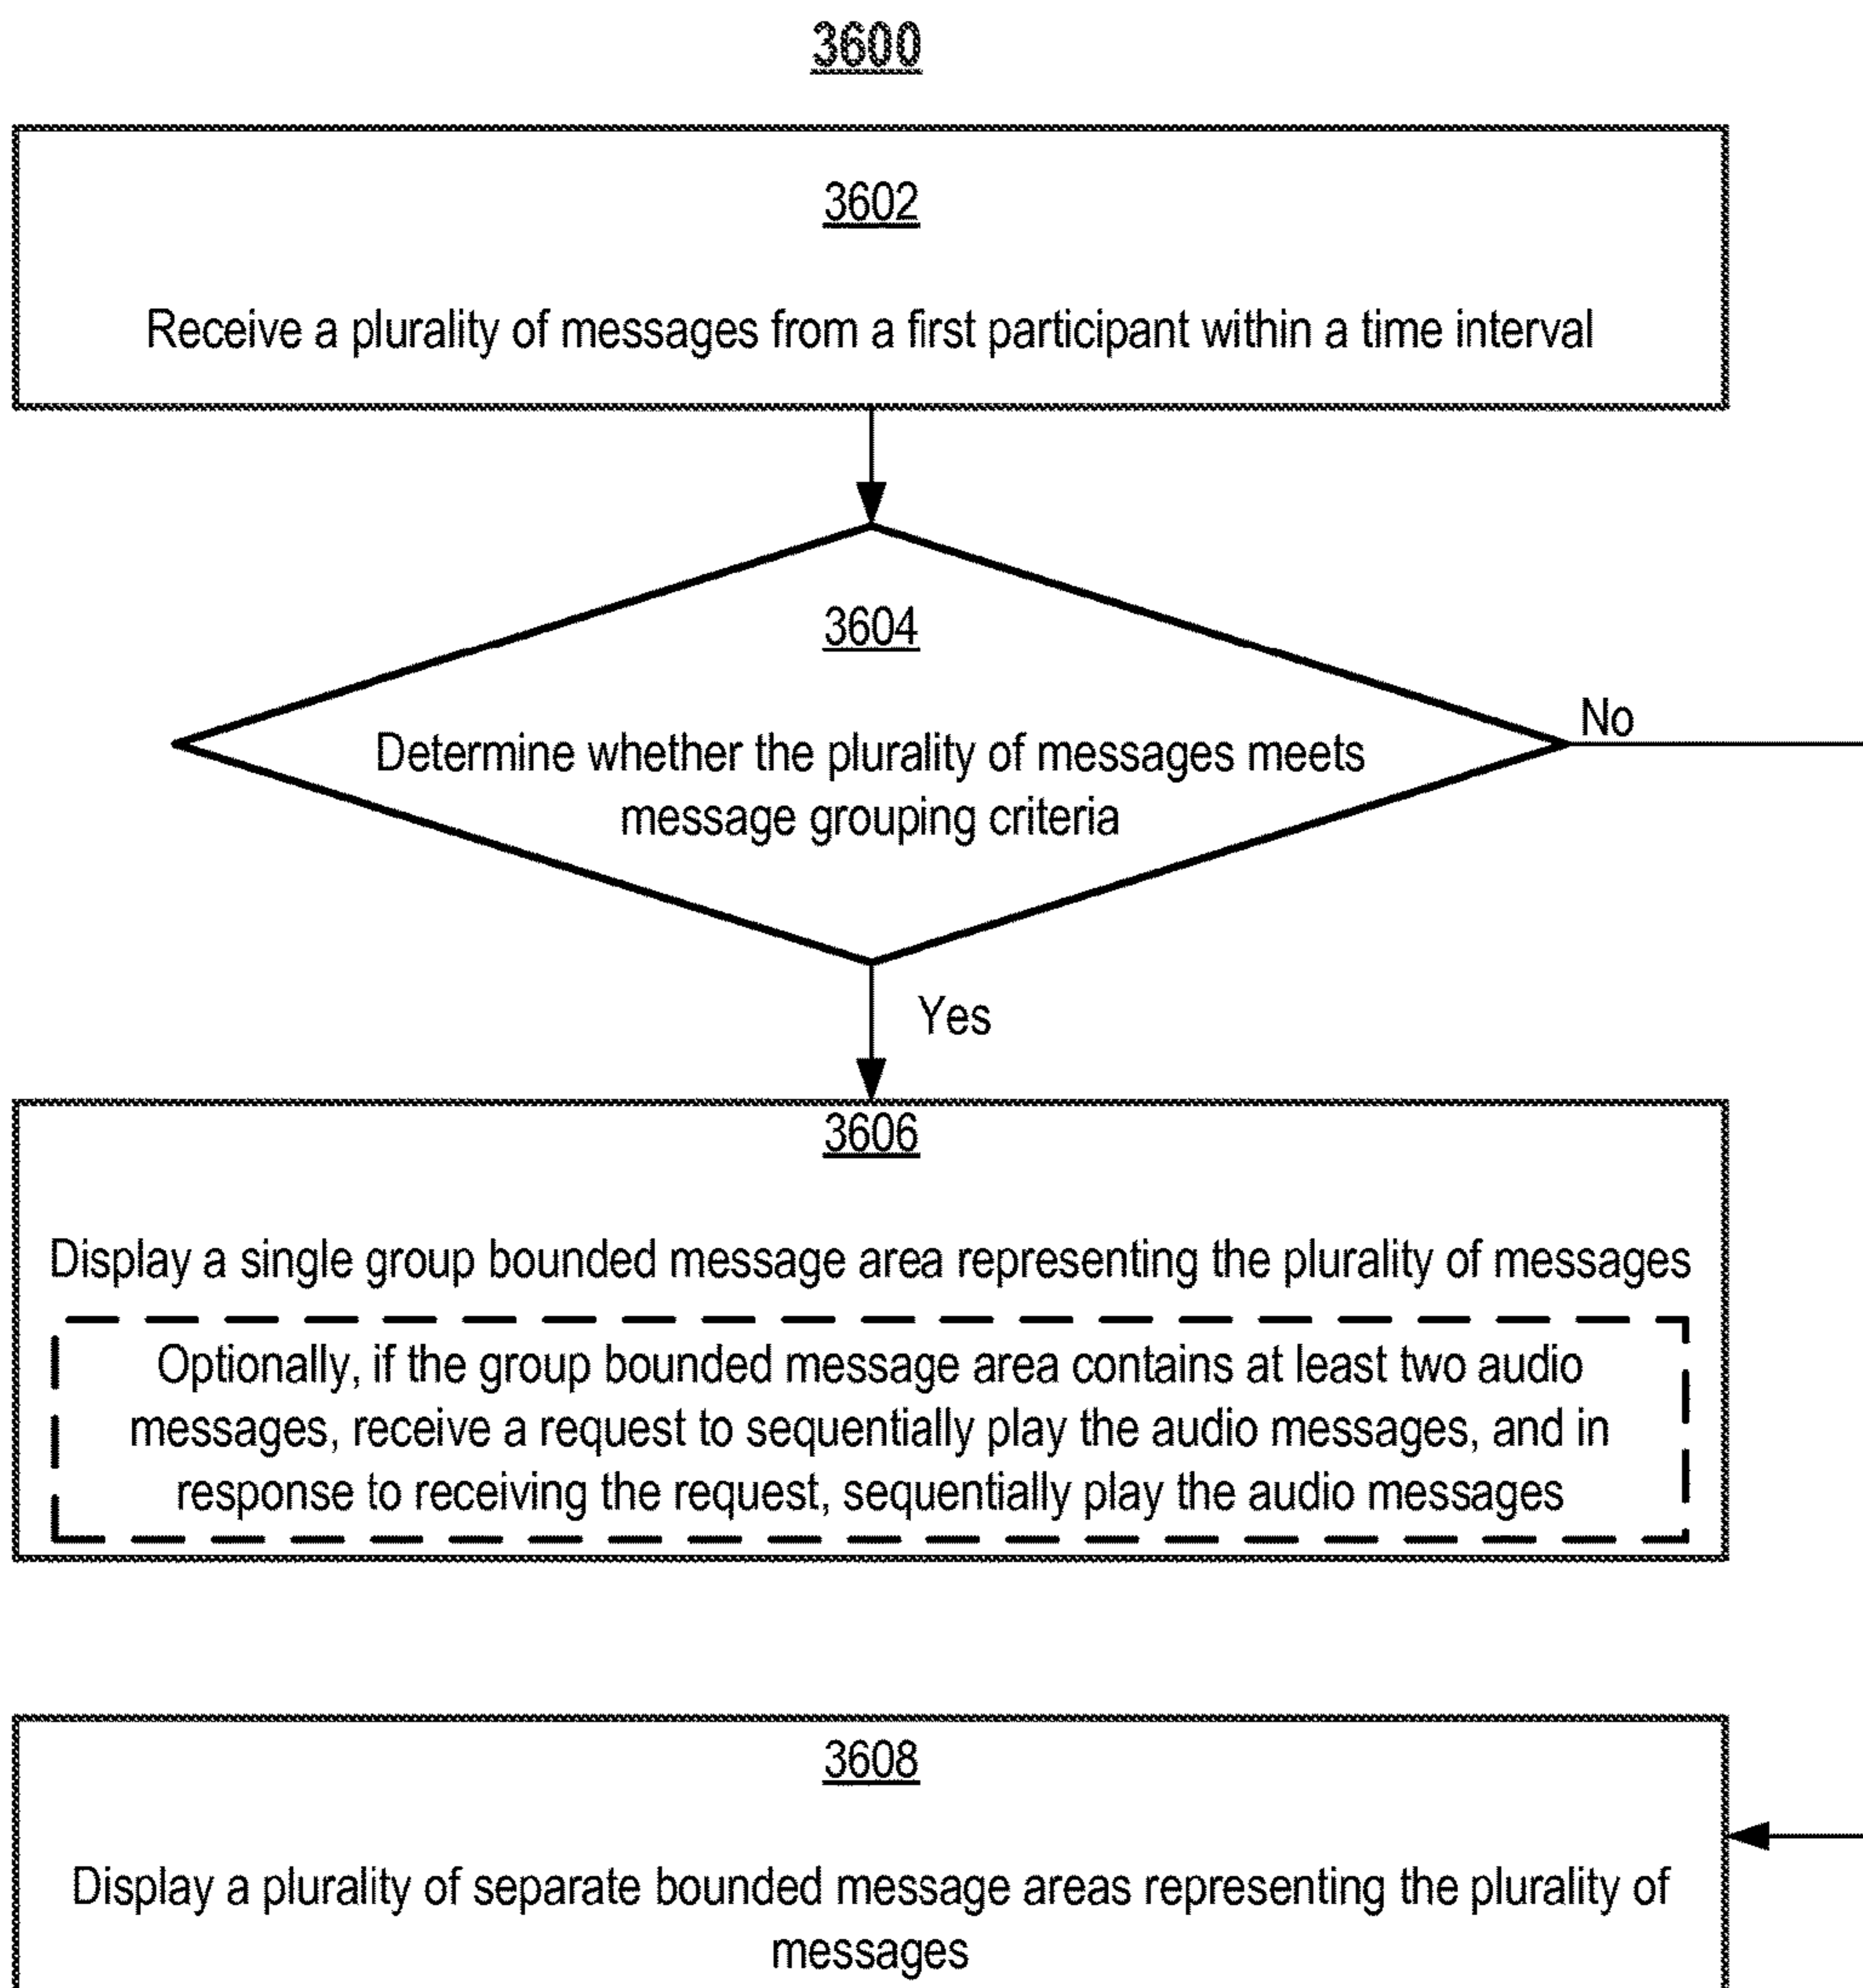 3600
3602
Receive a plurality of messages from a first participant within a time interval
3604
Determine whether the plurality of messages meets
message grouping criteria
No
Yes
3606
Display a single group bounded message area representing the plurality of messages
Optionally, if the group bounded message area contains at least two audio
messages, receive a request to sequentially play the audio messages, and in
response to receiving the request, sequentially play the audio messages
3608
Display a plurality of separate bounded message areas representing the plurality of
messages